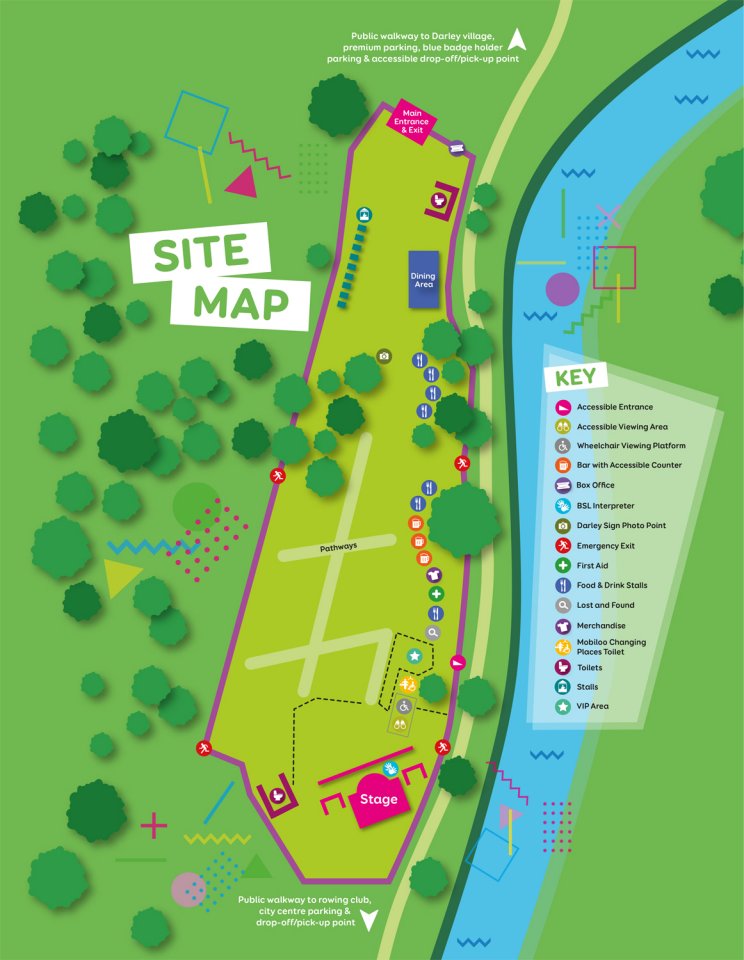 Public walkway to Darley village,
premium parking, blue badge holder
parking & accessible drop-off/pick-up point
Main
Entrance
& Exit
SITE
MAP
Dining
Area
KEY
Accessible Entrance
Accessible Viewing Area
Wheelchair Viewing Platform
Bar with Accessible Counter
Box Office
BSL Interpreter
Darley Sign Photo Point
Emergency Exit
First Aid
Food & Drink Stalls
Lost and Found
Merchandise
Mobiloo Changing
Places Toilet
Toilets
Stalls
VIP Area
Pathways
Stage
Public walkway to rowing club,
city centre parking &
drop-off/pick-up point